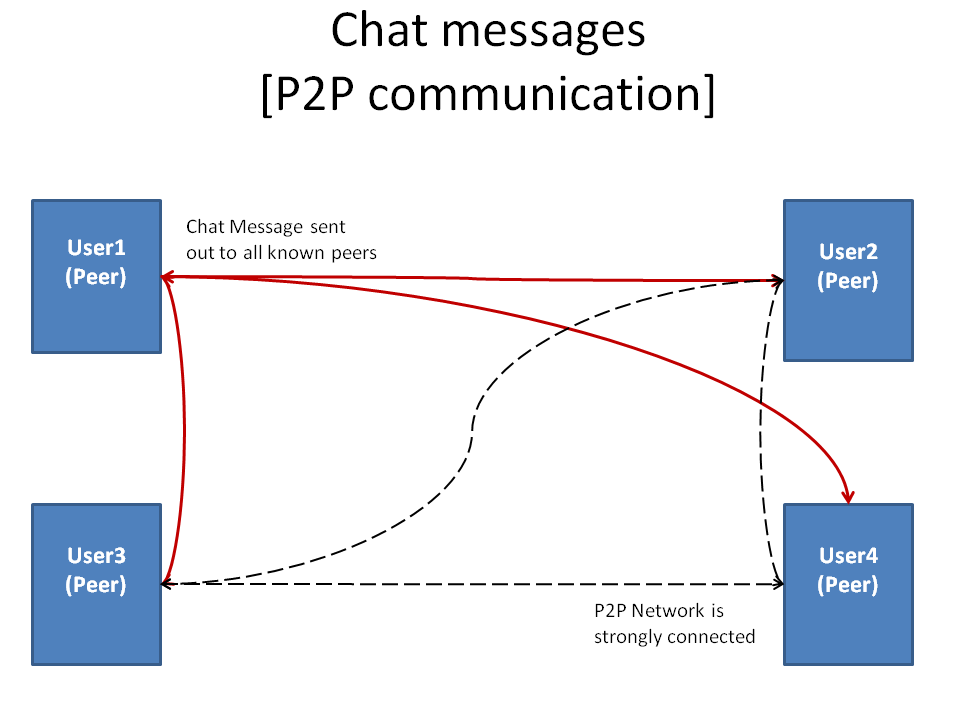 Chat messages
[P2P communication]
Chat Message sent
out to all known peers
User1
(Peer)
User2
(Peer)
User3
(Peer)
User4
(Peer)
P2P Network is
strongly connected